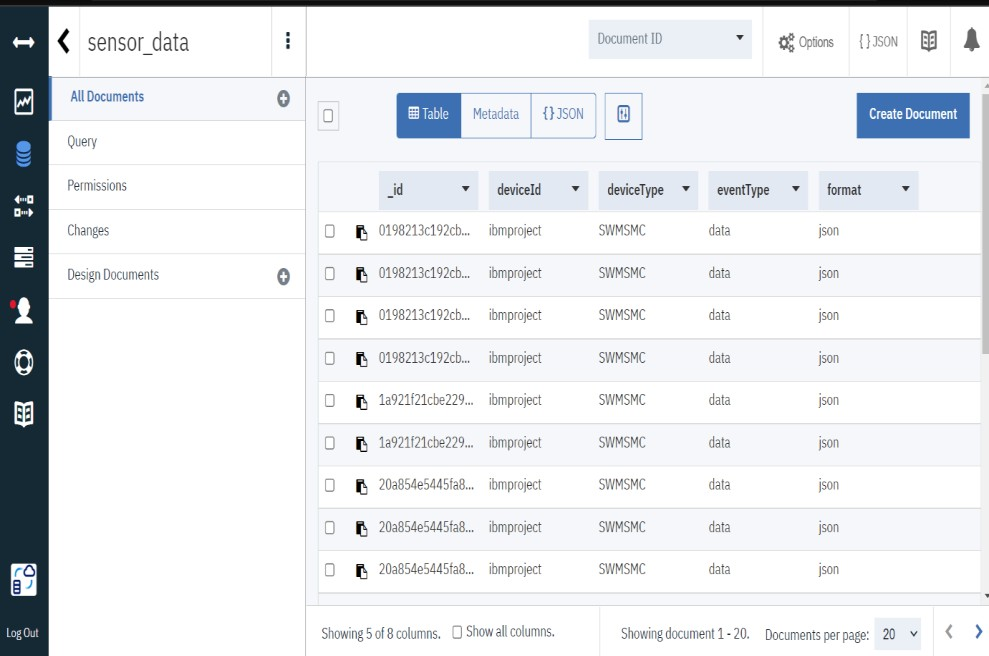 sensor_data
Document ID
Options
{ } JSON
All Documents
Query
Permissions
Changes
Design Documents
Table
Metadata
{ } JSON
Create Document
_id deviceId deviceType eventType format
0198213c192cb... ibmproject SWMSMC data json
0198213c192cb... ibmproject SWMSMC data json
0198213c192cb... ibmproject SWMSMC data json
0198213c192cb... ibmproject SWMSMC data json
1a921f21cbe229... ibmproject SWMSMC data json
1a921f21cbe229... ibmproject SWMSMC data json
20a854e5445fa8... ibmproject SWMSMC data json
20a854e5445fa8... ibmproject SWMSMC data json
20a854e5445fa8... ibmproject SWMSMC data json
Log Out
Showing 5 of 8 columns.
Show all columns.
Showing document 1 - 20.
Documents per page: 20